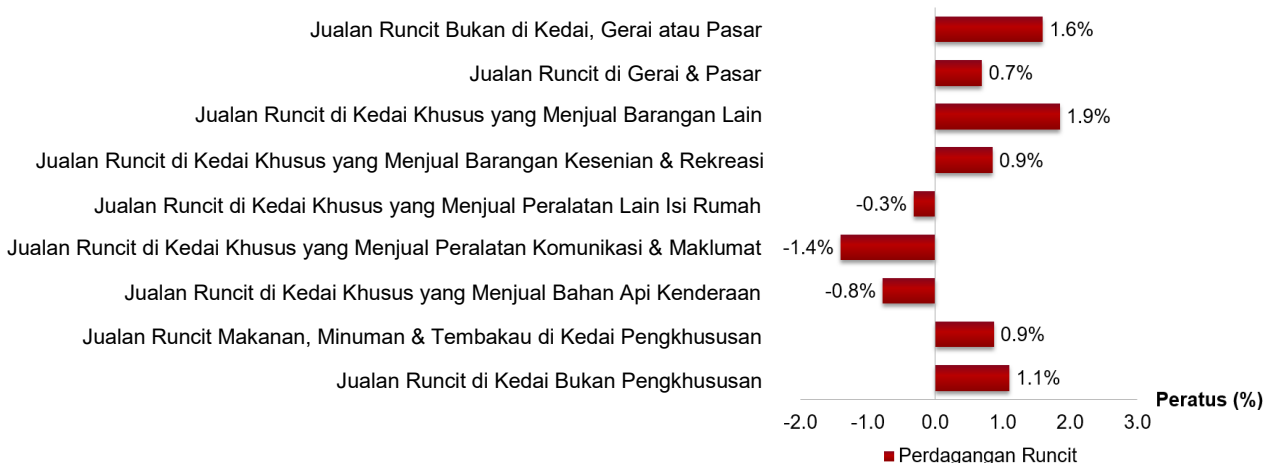 Jualan Runcit Bukan di Kedai, Gerai atau Pasar 1.6%
Jualan Runcit di Gerai & Pasar 0.7%
Jualan Runcit di Kedai Khusus yang Menjual Barangan Lain 1.9%
Jualan Runcit di Kedai Khusus yang Menjual Barangan Kesenian & Rekreasi 0.9%
Jualan Runcit di Kedai Khusus yang Menjual Peralatan Lain Isi Rumah -0.3%
Jualan Runcit di Kedai Khusus yang Menjual Peralatan Komunikasi & Maklumat -1.4%
Jualan Runcit di Kedai Khusus yang Menjual Bahan Api Kenderaan -0.8%
Jualan Runcit Makanan, Minuman & Tembakau di Kedai Pengkhususan 0.9%
Jualan Runcit di Kedai Bukan Pengkhususan 1.1%
Peratus (%)
-2.0 -1.0 0.0 1.0 2.0 3.0
Perdagangan Runcit